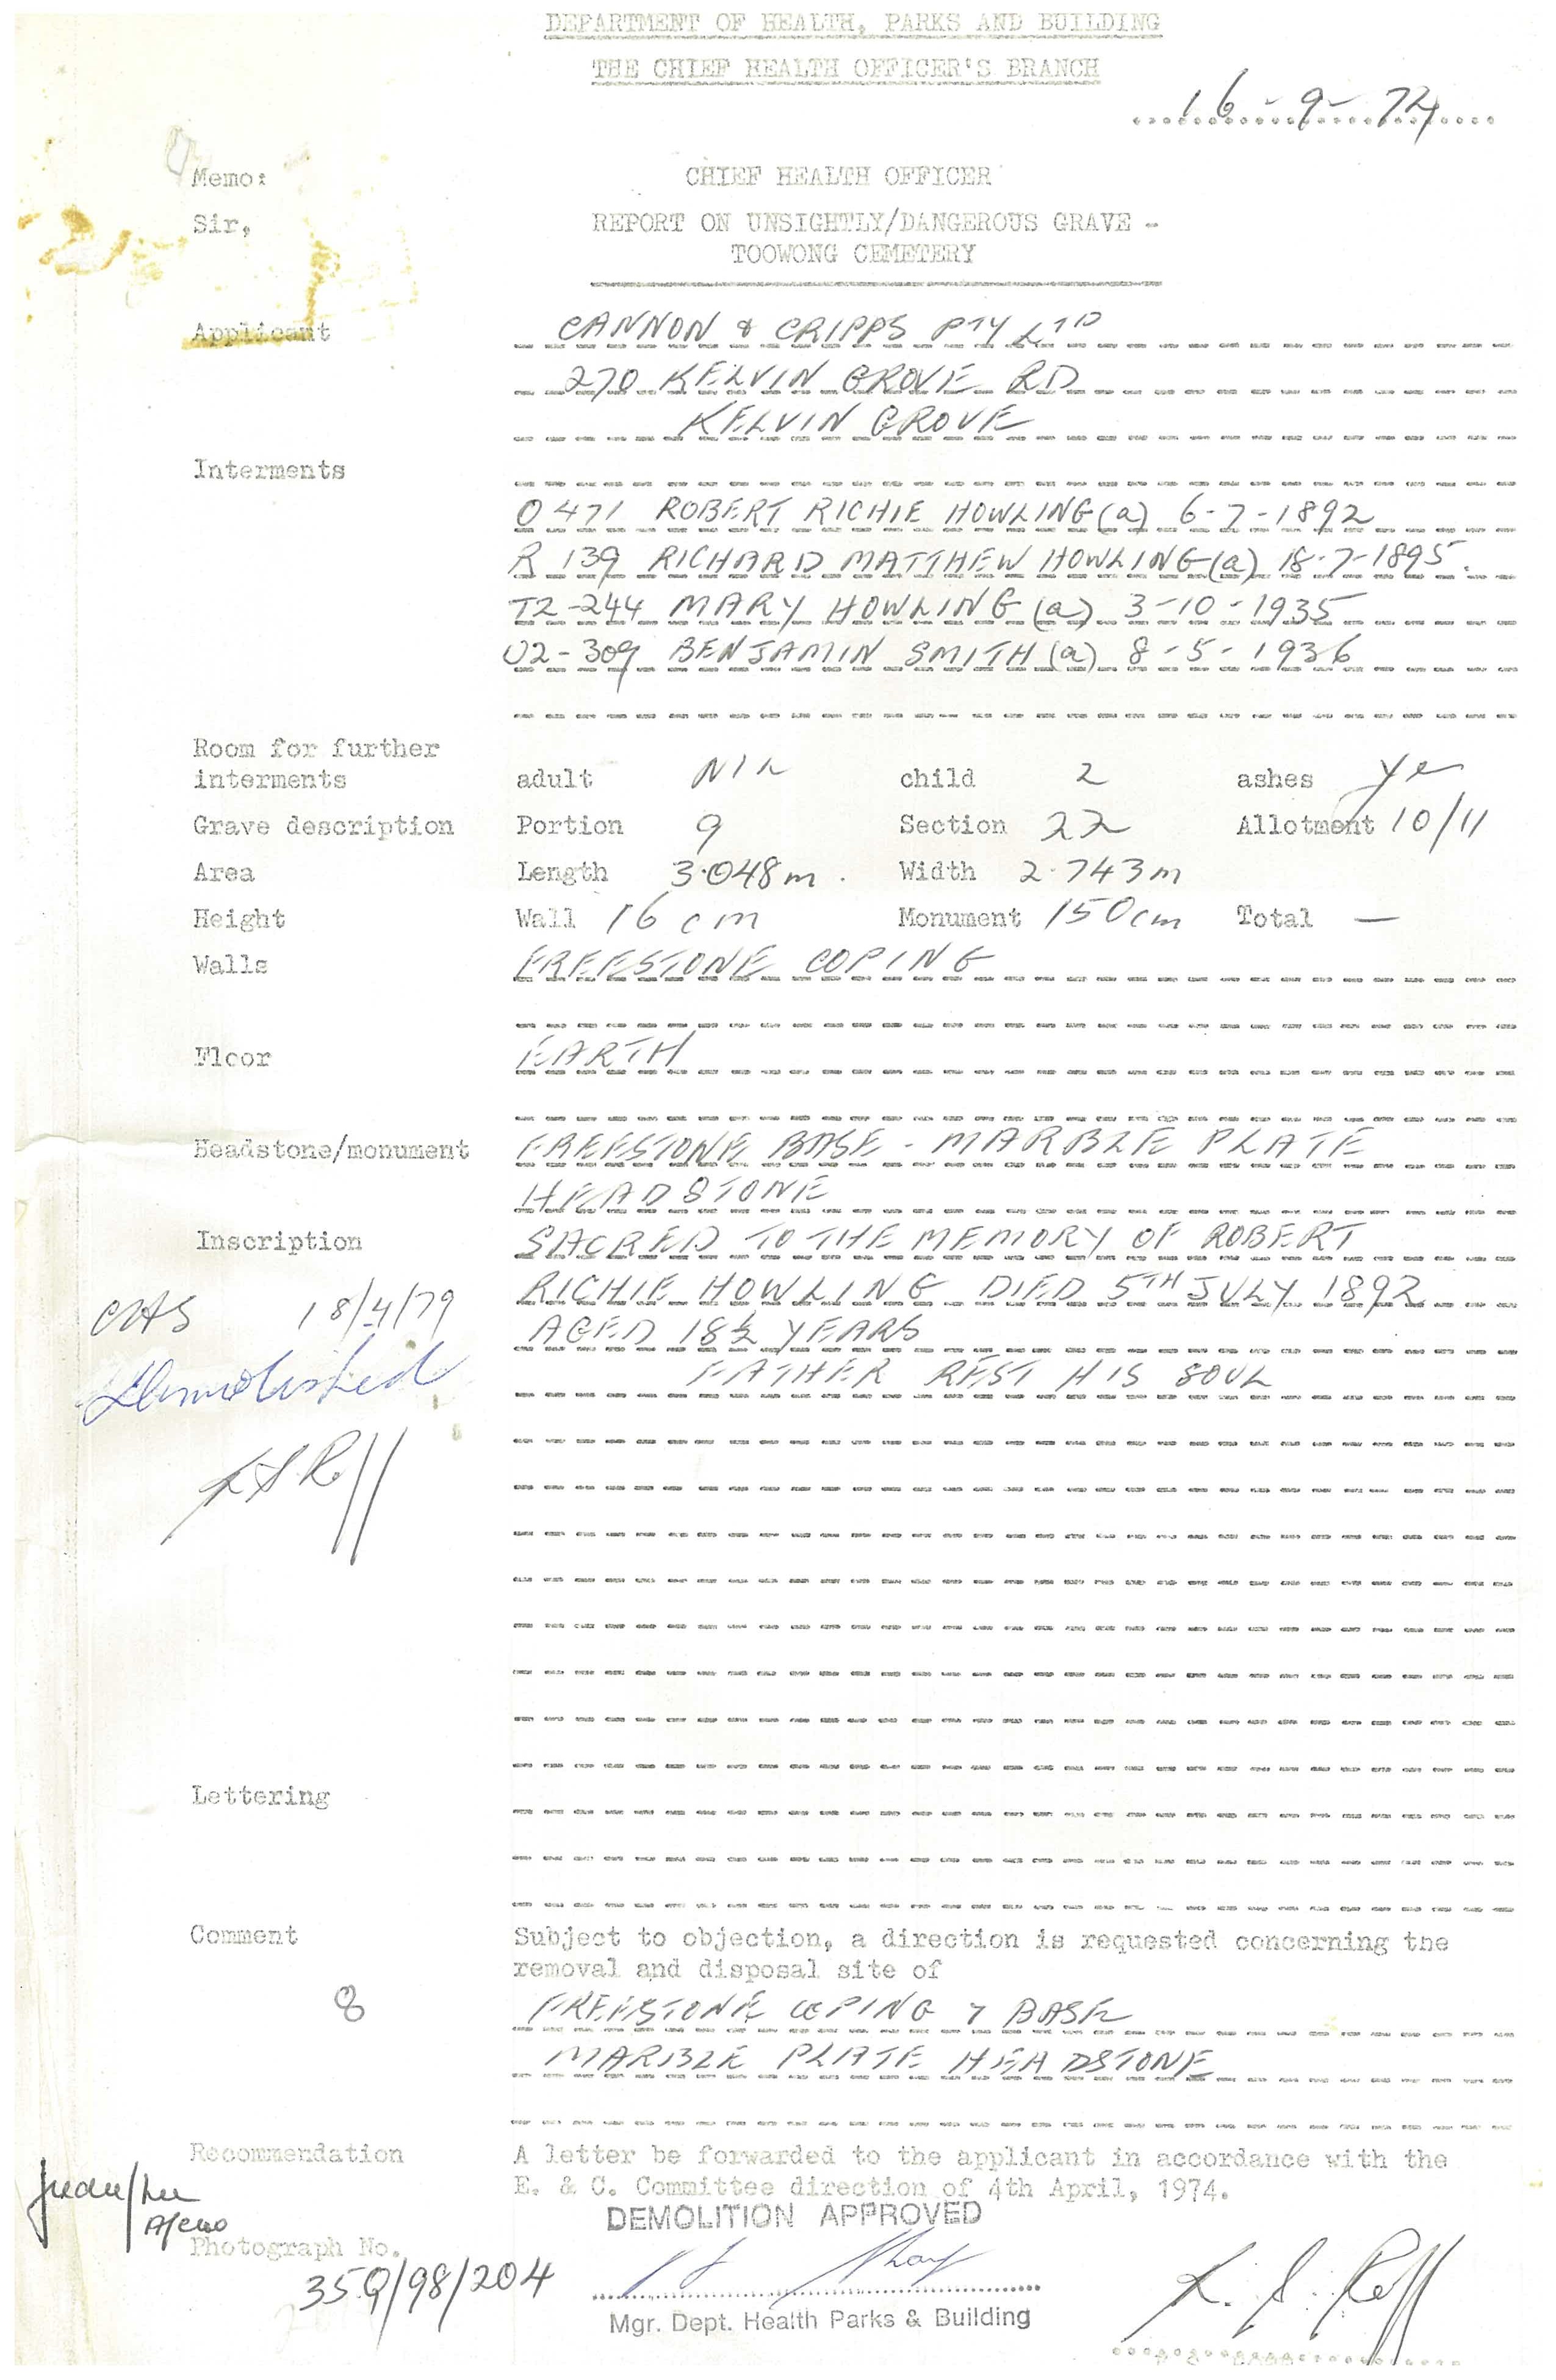 DEPARTMENT OF HEALTH, PARKS AND BUILDING
THE CHIEF HEALTH OFFICER'S BRANCH
16-9-74
Memo: CHIEF HEALTH OFFICER
Sir, REPORT ON UNSIGHTLY/DANGEROUS GRAVE -
TOOWONG CEMETERY
Applicant CANNON & CRIPPS PTY LTD
270 KELVIN GROVE RD
KELVIN GROVE
Interments
O 471 ROBERT RICHIE HOWLING (a) 6-7-1892
R 139 RICHARD MATTHEW HOWLING (a) 18-7-1895.
T2-244 MARY HOWLING (a) 3-10-1935
U2-309 BENJAMIN SMITH (a) 8-5-1936
Room for further
interments adult NIL child 2 ashes Yes
Grave description Portion 9 Section 22 Allotment 10/11
Area Length 3.048m. Width 2.743m
Height Wall 16cm Monument 150cm Total —
Walls FREESTONE COPING
Floor EARTH
Headstone/monument FREESTONE BASE - MARBLE PLATE
HEADSTONE
Inscription SACRED TO THE MEMORY OF ROBERT
RICHIE HOWLING DIED 5TH JULY 1892
18/4/79
AGED 18½ YEARS
FATHER REST HIS SOUL
Demolished
Lettering
Comment Subject to objection, a direction is requested concerning the
removal and disposal site of
8 FREESTONE COPING & BASE
MARBLE PLATE HEADSTONE
Recommendation A letter be forwarded to the applicant in accordance with the
E. & C. Committee direction of 4th April, 1974.
DEMOLITION APPROVED
Photograph No.
35Q/98/204
Mgr. Dept. Health Parks & Building